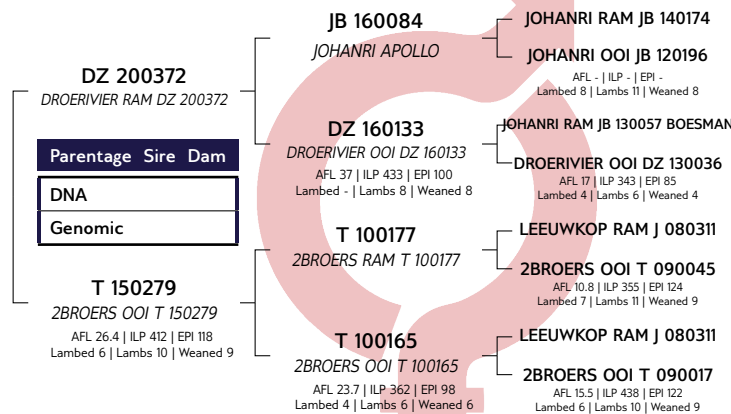 DZ 200372
DROERIVIER RAM DZ 200372
Parentage Sire Dam
DNA
Genomic
T 150279
2BROERS OOI T 150279
AFL 26.4 | ILP 412 | EPI 118
Lambed 6 | Lambs 10 | Weaned 9
JB 160084
JOHANRI APOLLO
DZ 160133
DROERIVIER OOI DZ 160133
AFL 37 | ILP 433 | EPI 100
Lambed - | Lambs 8 | Weaned 8
T 100177
2BROERS RAM T 100177
T 100165
2BROERS OOI T 100165
AFL 23.7 | ILP 362 | EPI 98
Lambed 4 | Lambs 6 | Weaned 6
JOHANRI RAM JB 140174
JOHANRI OOI JB 120196
AFL - | ILP - | EPI -
Lambed 8 | Lambs 11 | Weaned 8
JOHANRI RAM JB 130057 BOESMAN
DROERIVIER OOI DZ 130036
AFL 17 | ILP 343 | EPI 85
Lambed 4 | Lambs 6 | Weaned 4
LEEUWKOP RAM J 080311
2BROERS OOI T 090045
AFL 10.8 | ILP 355 | EPI 124
Lambed 7 | Lambs 11 | Weaned 9
LEEUWKOP RAM J 080311
2BROERS OOI T 090017
AFL 15.5 | ILP 438 | EPI 122
Lambed 6 | Lambs 10 | Weaned 9